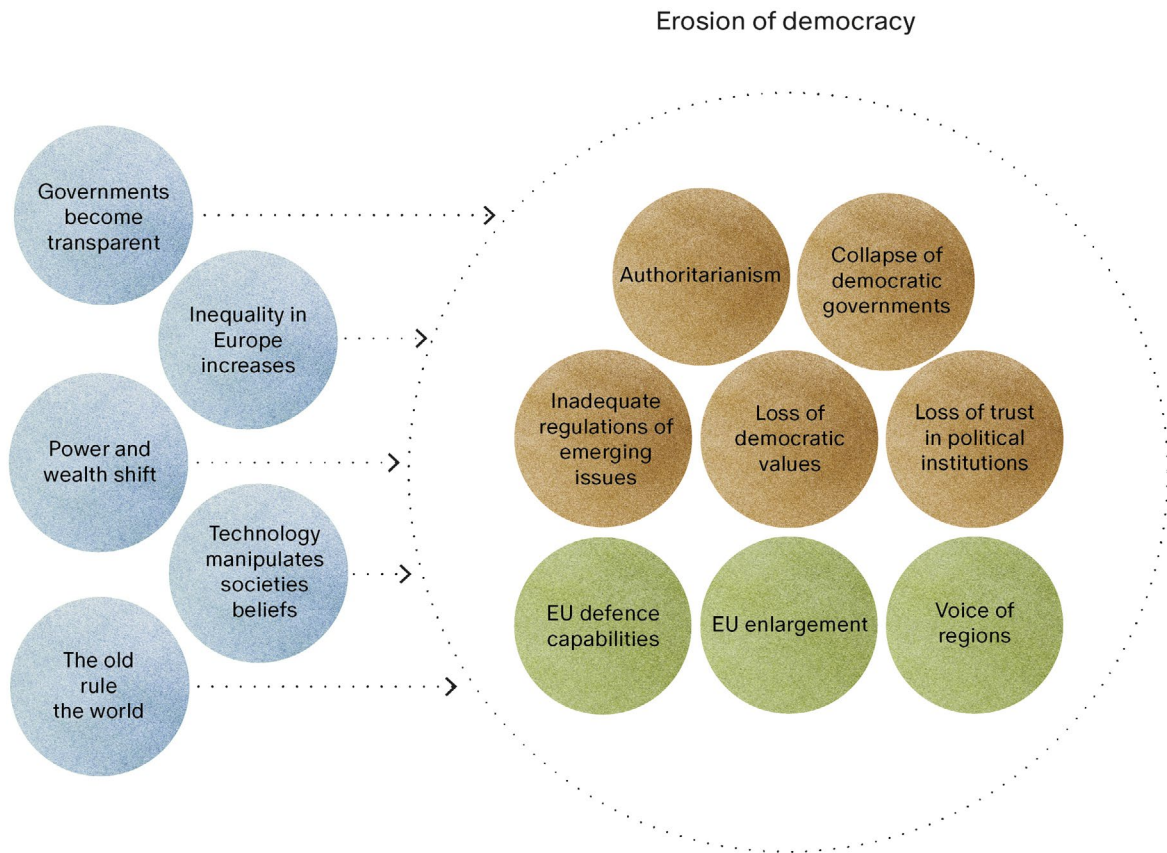 Erosion of democracy
Governments
become
transparent
Inequality in
Europe
increases
Power and
wealth shift
Technology
manipulates
societies
beliefs
The old
rule
the world
Authoritarianism
Collapse of
democratic
governments
Inadequate
regulations of
emerging
issues
Loss of
democratic
values
Loss of trust
in political
institutions
EU defence
capabilities
EU enlargement
Voice of
regions